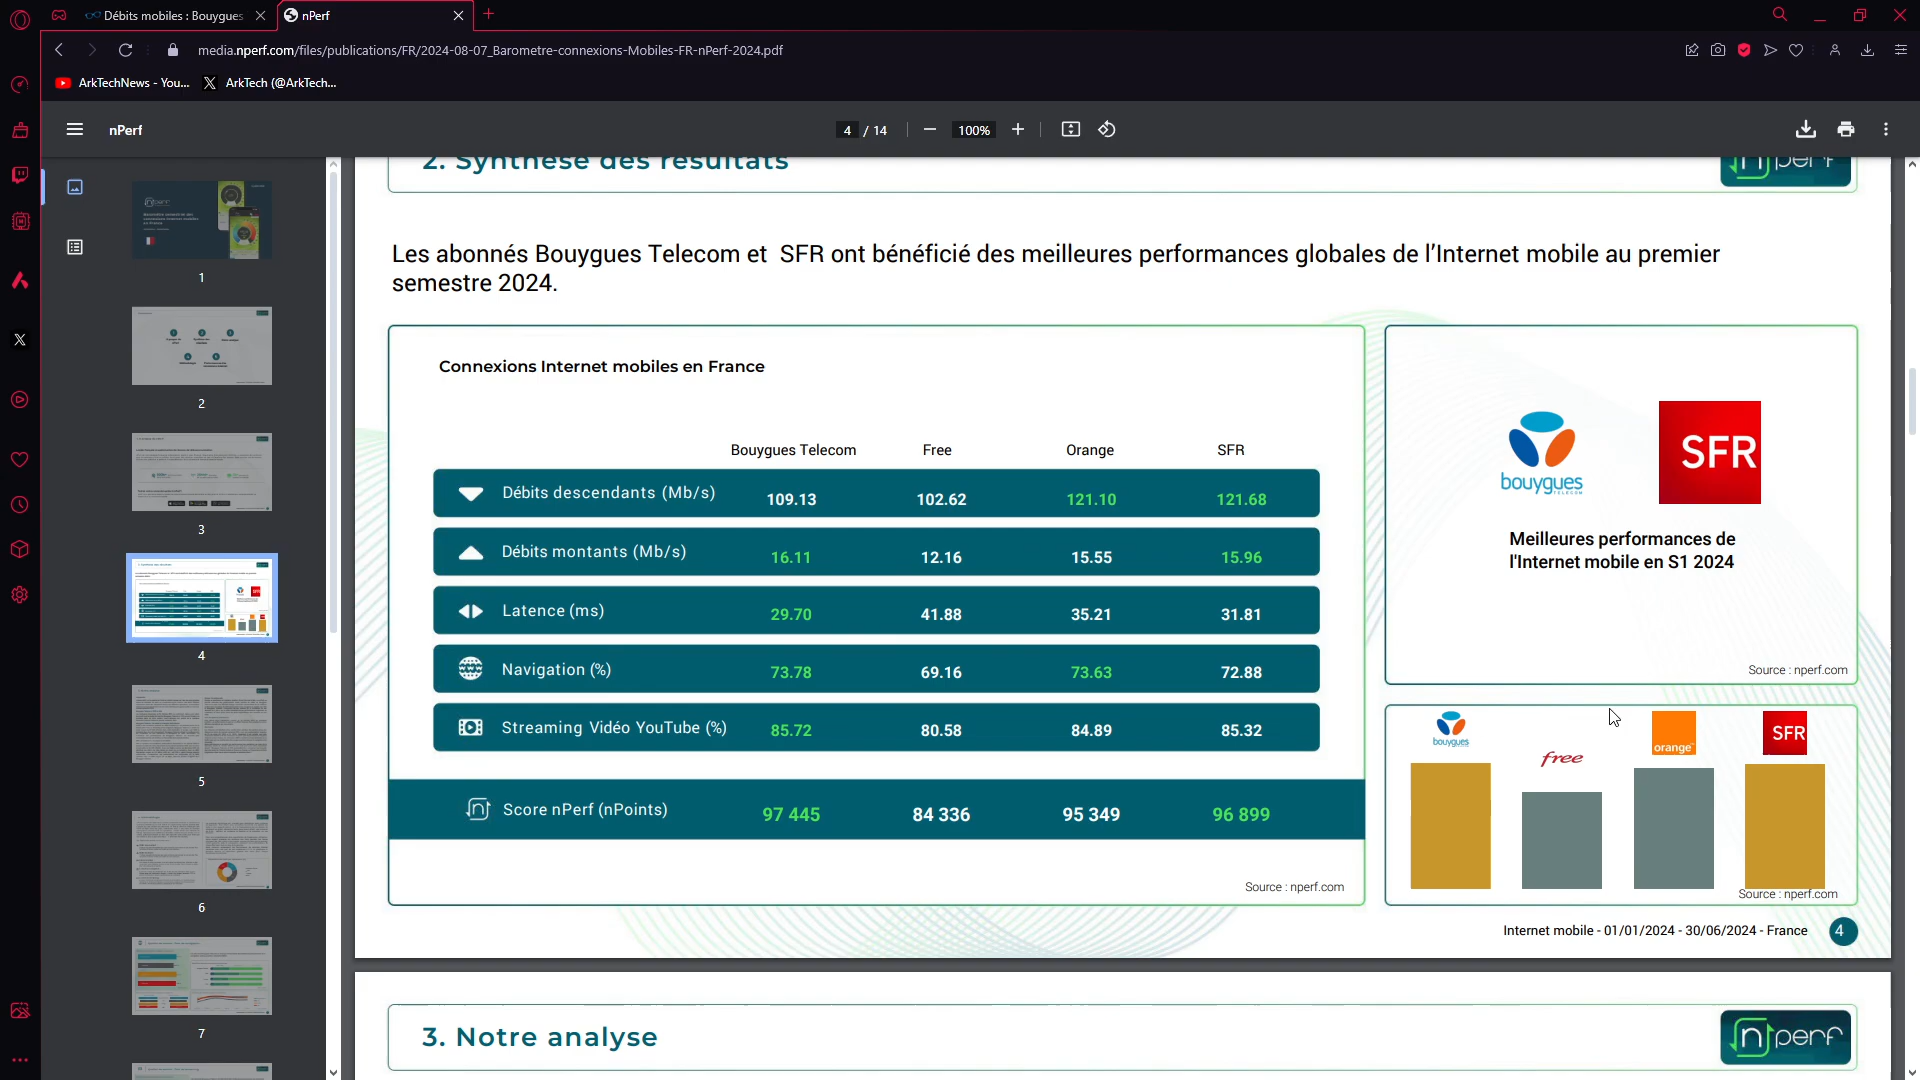 Débits mobiles : Bouygues
nPerf
media.nperf.com/files/publications/FR/2024-08-07_Barometre-connexions-Mobiles-FR-nPerf-2024.pdf
ArkTechNews - You...
ArkTech (@ArkTech...
nPerf
4 / 14
100%
1
2
3
4
5
6
7
2. Synthèse des résultats
nperf
Les abonnés Bouygues Telecom et SFR ont bénéficié des meilleures performances globales de l’Internet mobile au premier
semestre 2024.
Connexions Internet mobiles en France
Bouygues Telecom Free Orange SFR
Débits descendants (Mb/s) 109.13 102.62 121.10 121.68
Débits montants (Mb/s) 16.11 12.16 15.55 15.96
Latence (ms) 29.70 41.88 35.21 31.81
Navigation (%) 73.78 69.16 73.63 72.88
Streaming Vidéo YouTube (%) 85.72 80.58 84.89 85.32
Score nPerf (nPoints) 97 445 84 336 95 349 96 899
Source : nperf.com
bouygues
TELECOM
SFR
Meilleures performances de
l'Internet mobile en S1 2024
Source : nperf.com
bouygues
free
orange
SFR
Source : nperf.com
Internet mobile - 01/01/2024 - 30/06/2024 - France
4
3. Notre analyse
nperf